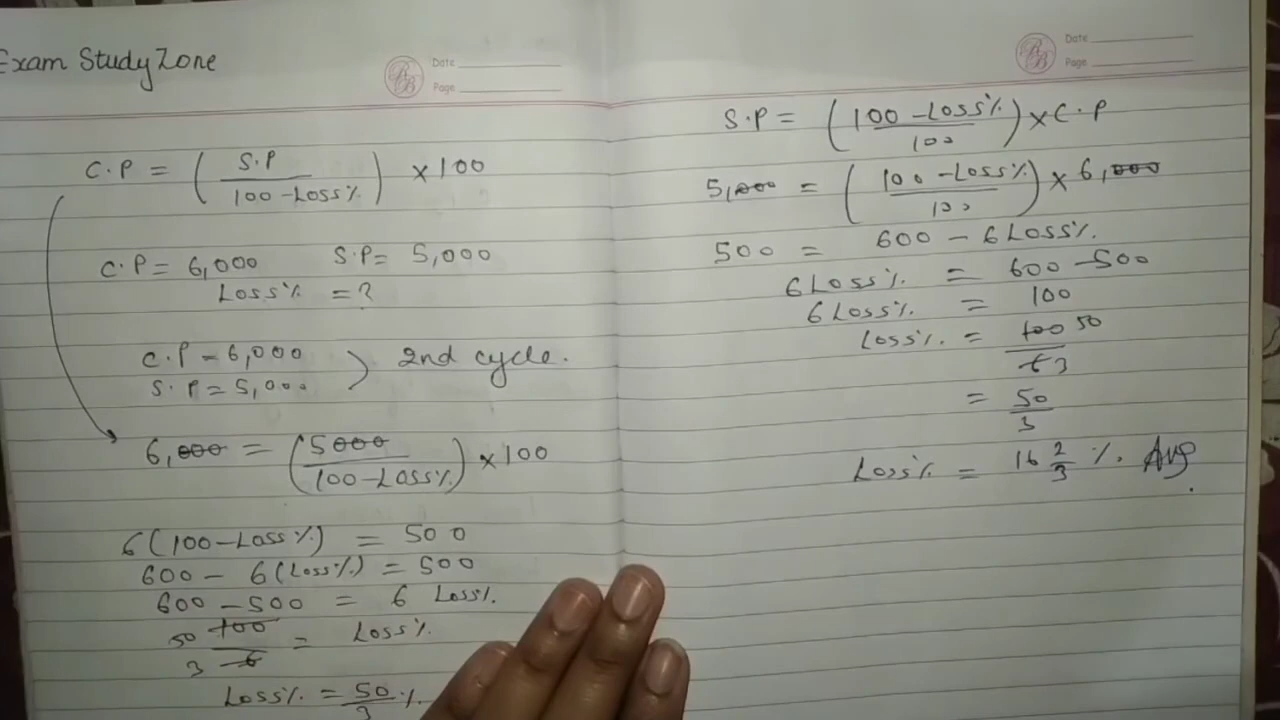 Exam Study Zone
Date
Page
C.P = (S.P / 100 - Loss%) × 100
C.P = 6,000 S.P = 5,000
Loss% = ?
C.P - 6,000
S.P = 5,000
) 2nd cycle.
6,000 = (5000 / 100 - Loss%) × 100
6(100 - Loss%) = 500
600 - 6(Loss%) = 500
600 - 500 = 6 Loss%.
50 100 / 3 6 = Loss%.
Loss% = 50/3 %.
Date
Page
S.P = (100 - Loss% / 100) × C.P
5,000 = (100 - Loss% / 100) × 6,000
500 = 600 - 6 Loss%.
6 Loss% = 600 - 500
6 Loss% = 100
Loss% = 100 50 / 6 3
= 50/3
Loss% = 16 2/3 %.